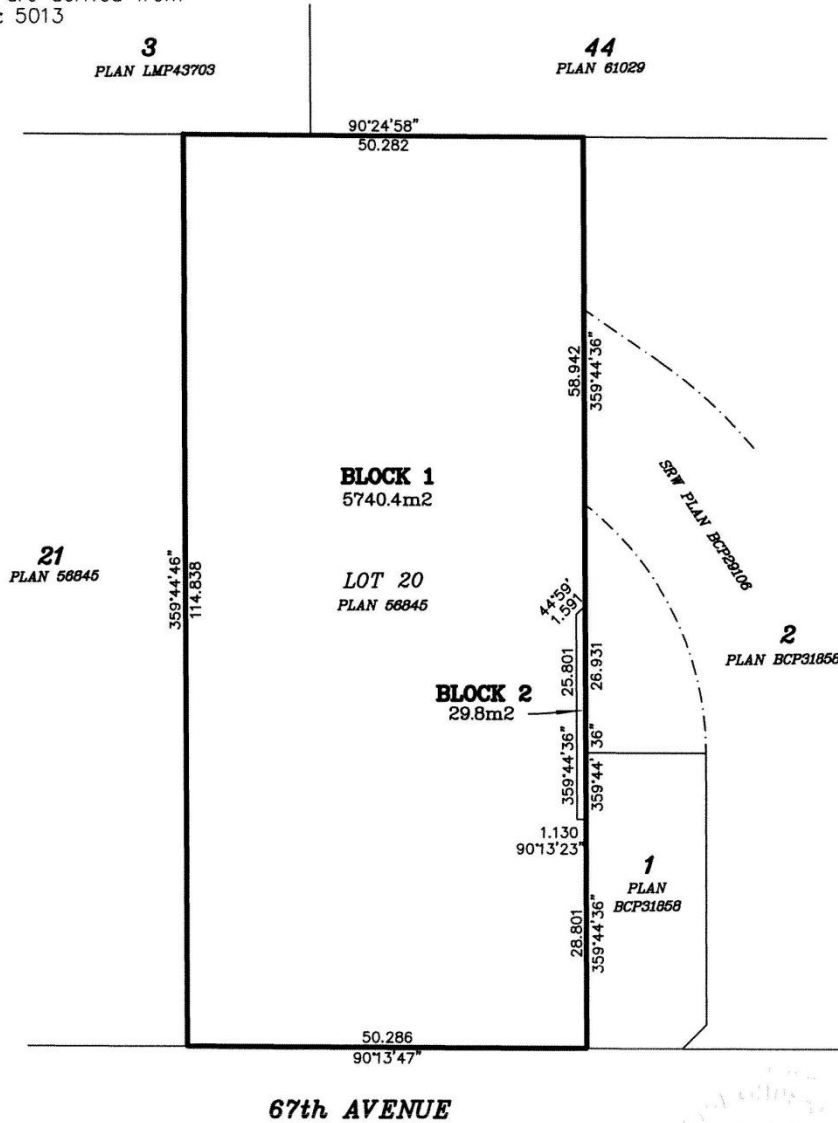 5013
3
PLAN LMP43703
44
PLAN 61029
90°24'58"
50.282
58.942
359°44'36"
BLOCK 1
5740.4m2
SRW PLAN BCP29106
21
PLAN 56845
359°44'46"
114.838
LOT 20
PLAN 56845
44°59'
1.591
2
PLAN BCP31858
25.801
26.931
BLOCK 2
29.8m2
359°44'36"
359°44' 36"
1.130
90°13'23"
1
PLAN
BCP31858
28.801
359°44'36"
50.286
90°13'47"
67th AVENUE